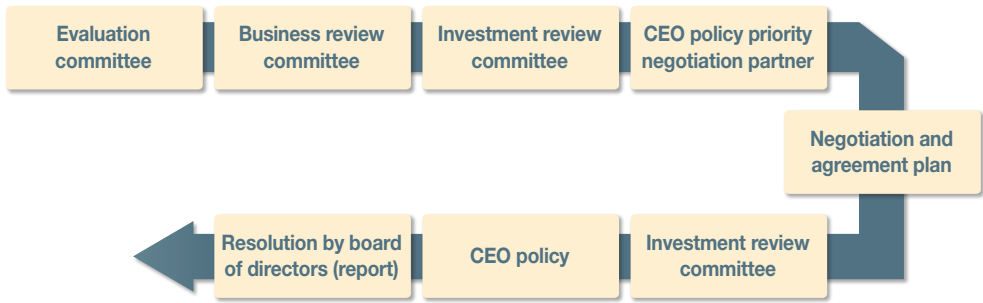 Evaluation
committee
Business review
committee
Investment review
committee
CEO policy priority
negotiation partner
Negotiation and
agreement plan
Investment review
committee
CEO policy
Resolution by board
of directors (report)